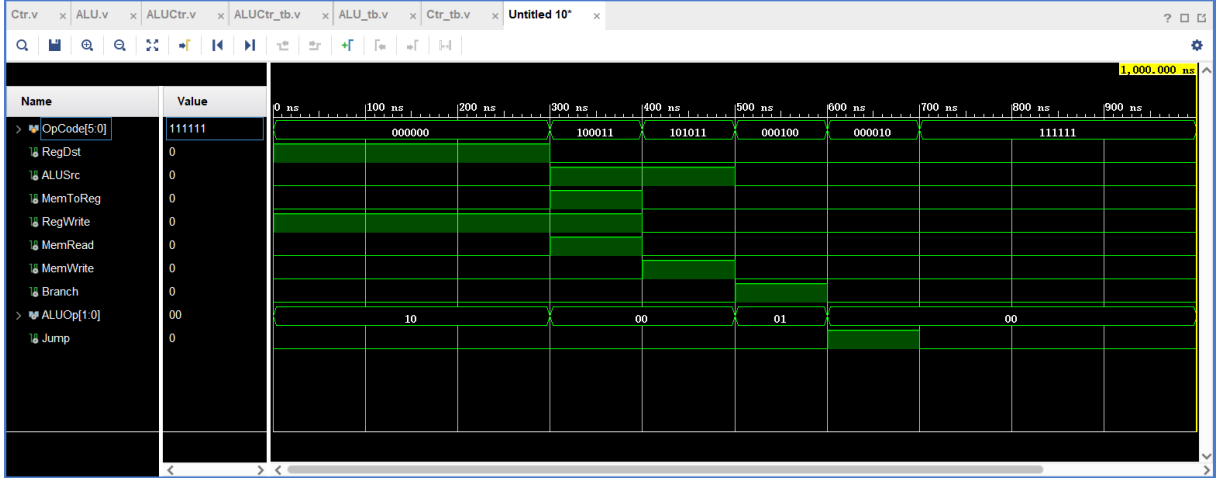 Ctr.v × ALU.v × ALUCtr.v × ALUCtr_tb.v × ALU_tb.v × Ctr_tb.v × Untitled 10* ×
?
1,000.000 ns
Name Value 0 ns 100 ns 200 ns 300 ns 400 ns 500 ns 600 ns 700 ns 800 ns 900 ns
> OpCode[5:0] 111111 000000 100011 101011 000100 000010 111111
RegDst 0
ALUSrc 0
MemToReg 0
RegWrite 0
MemRead 0
MemWrite 0
Branch 0
> ALUOp[1:0] 00 10 00 01 00
Jump 0